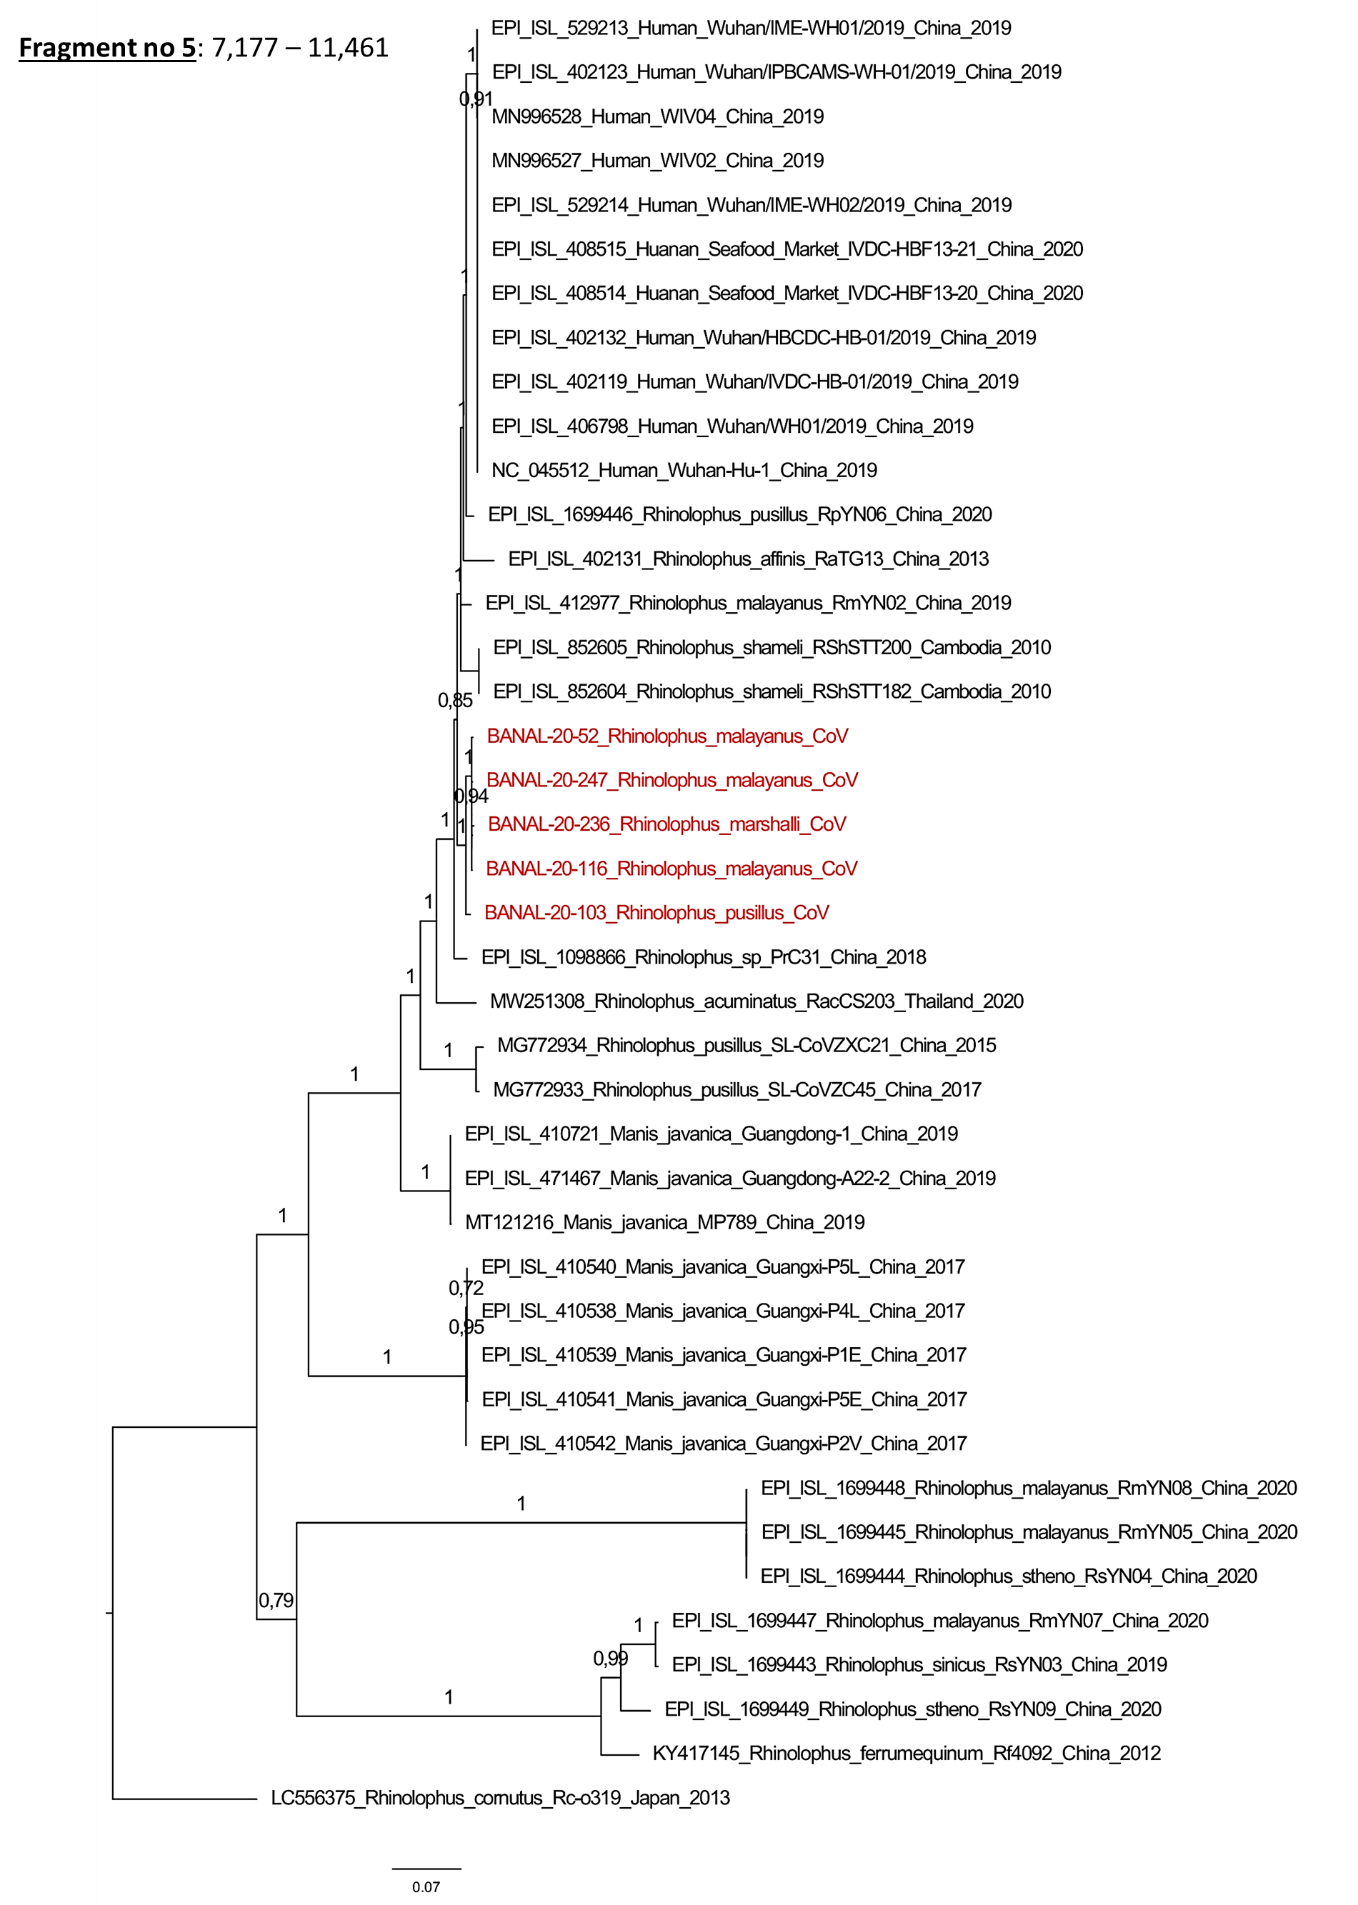 Fragment no 5: 7,177 – 11,461
EPI_ISL_529213_Human_Wuhan/IME-WH01/2019_China_2019
1
EPI_ISL_402123_Human_Wuhan/IPBCAMS-WH-01/2019_China_2019
0,91
MN996528_Human_WIV04_China_2019
MN996527_Human_WIV02_China_2019
EPI_ISL_529214_Human_Wuhan/IME-WH02/2019_China_2019
EPI_ISL_408515_Huanan_Seafood_Market_IVDC-HBF13-21_China_2020
1
EPI_ISL_408514_Huanan_Seafood_Market_IVDC-HBF13-20_China_2020
EPI_ISL_402132_Human_Wuhan/HBCDC-HB-01/2019_China_2019
EPI_ISL_402119_Human_Wuhan/IVDC-HB-01/2019_China_2019
1
EPI_ISL_406798_Human_Wuhan/WH01/2019_China_2019
NC_045512_Human_Wuhan-Hu-1_China_2019
EPI_ISL_1699446_Rhinolophus_pusillus_RpYN06_China_2020
EPI_ISL_402131_Rhinolophus_affinis_RaTG13_China_2013
1
EPI_ISL_412977_Rhinolophus_malayanus_RmYN02_China_2019
EPI_ISL_852605_Rhinolophus_shameli_RShSTT200_Cambodia_2010
EPI_ISL_852604_Rhinolophus_shameli_RShSTT182_Cambodia_2010
0,85
BANAL-20-52_Rhinolophus_malayanus_CoV
1
BANAL-20-247_Rhinolophus_malayanus_CoV
0,94
1
1
BANAL-20-236_Rhinolophus_marshalli_CoV
BANAL-20-116_Rhinolophus_malayanus_CoV
1
BANAL-20-103_Rhinolophus_pusillus_CoV
EPI_ISL_1098866_Rhinolophus_sp_PrC31_China_2018
1
MW251308_Rhinolophus_acuminatus_RacCS203_Thailand_2020
1
MG772934_Rhinolophus_pusillus_SL-CoVZXC21_China_2015
1
MG772933_Rhinolophus_pusillus_SL-CoVZC45_China_2017
EPI_ISL_410721_Manis_javanica_Guangdong-1_China_2019
1
EPI_ISL_471467_Manis_javanica_Guangdong-A22-2_China_2019
1
MT121216_Manis_javanica_MP789_China_2019
EPI_ISL_410540_Manis_javanica_Guangxi-P5L_China_2017
0,72
EPI_ISL_410538_Manis_javanica_Guangxi-P4L_China_2017
0,95
1
EPI_ISL_410539_Manis_javanica_Guangxi-P1E_China_2017
EPI_ISL_410541_Manis_javanica_Guangxi-P5E_China_2017
EPI_ISL_410542_Manis_javanica_Guangxi-P2V_China_2017
EPI_ISL_1699448_Rhinolophus_malayanus_RmYN08_China_2020
1
EPI_ISL_1699445_Rhinolophus_malayanus_RmYN05_China_2020
EPI_ISL_1699444_Rhinolophus_stheno_RsYN04_China_2020
0,79
EPI_ISL_1699447_Rhinolophus_malayanus_RmYN07_China_2020
1
0,99
EPI_ISL_1699443_Rhinolophus_sinicus_RsYN03_China_2019
1
EPI_ISL_1699449_Rhinolophus_stheno_RsYN09_China_2020
KY417145_Rhinolophus_ferrumequinum_Rf4092_China_2012
LC556375_Rhinolophus_cornutus_Rc-o319_Japan_2013
0.07